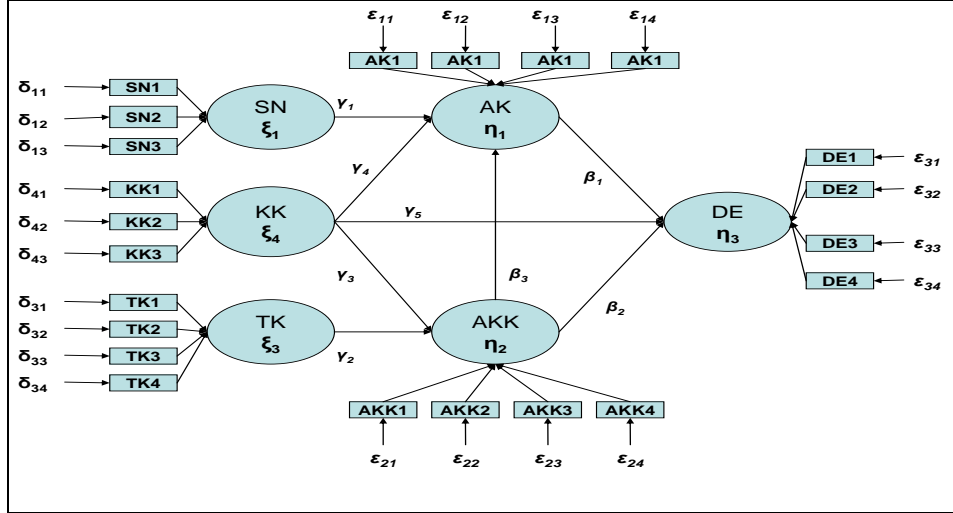 ε11 ε12 ε13 ε14
AK1 AK1 AK1 AK1
δ11 SN1
δ12 SN2
δ13 SN3
SN
ξ1
γ1
AK
η1
δ41 KK1
δ42 KK2
δ43 KK3
KK
ξ4
γ4
γ5
γ3
β1
DE1 ε31
DE2 ε32
DE3 ε33
DE4 ε34
DE
η3
δ31 TK1
δ32 TK2
δ33 TK3
δ34 TK4
TK
ξ3
γ2
β3
β2
AKK
η2
AKK1 AKK2 AKK3 AKK4
ε21 ε22 ε23 ε24